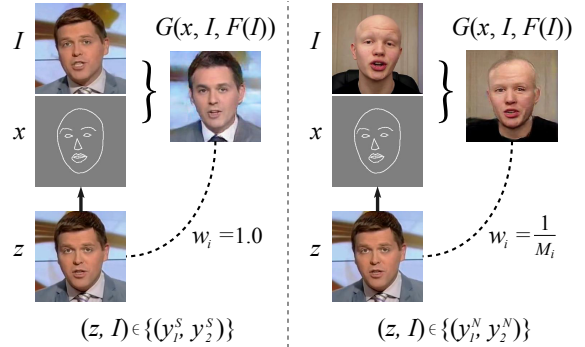 I
G(x, I, F(I))
x
z
w_i = 1.0
(z, I) ∈ {(y_1^S, y_2^S)}
I
G(x, I, F(I))
x
z
w_i = 1/M_i
(z, I) ∈ {(y_1^N, y_2^N)}